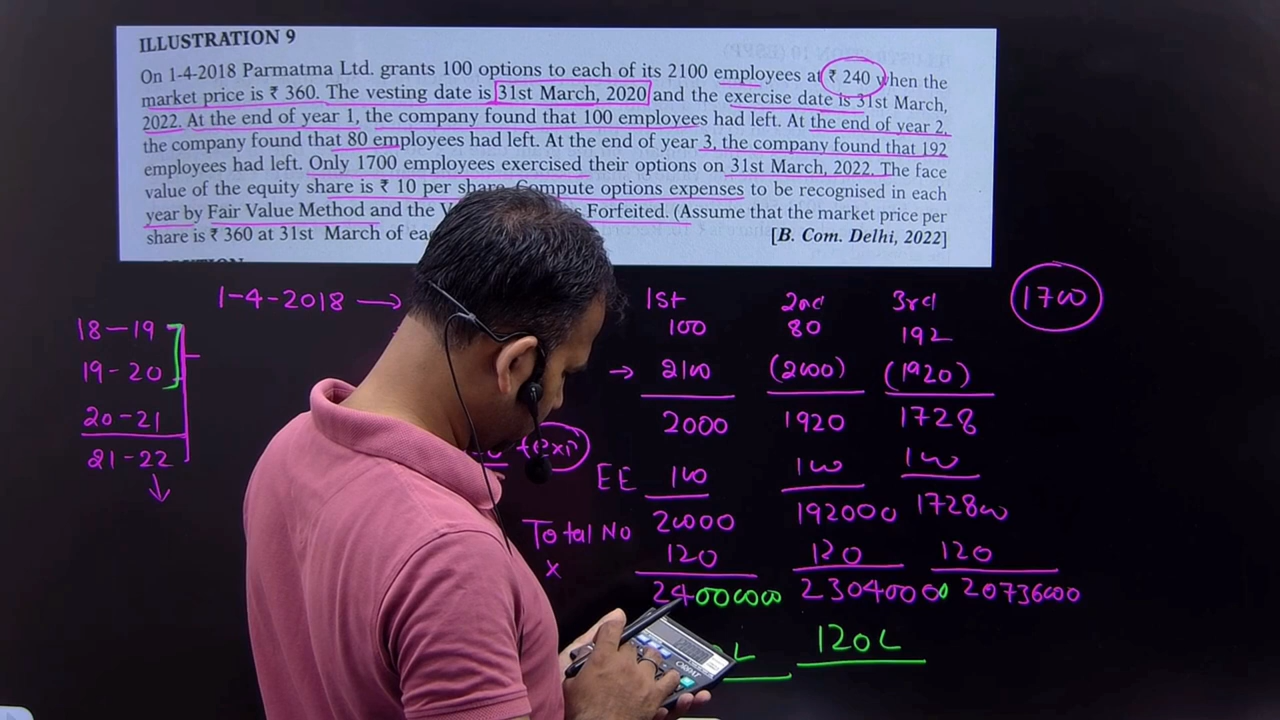 ILLUSTRATION 9
On 1-4-2018 Parmatma Ltd. grants 100 options to each of its 2100 employees at ₹ 240 when the
market price is ₹ 360. The vesting date is 31st March, 2020 and the exercise date is 31st March,
2022. At the end of year 1, the company found that 100 employees had left. At the end of year 2,
the company found that 80 employees had left. At the end of year 3, the company found that 192
employees had left. Only 1700 employees exercised their options on 31st March, 2022. The face
value of the equity share is ₹ 10 per share. Compute options expenses to be recognised in each
year by Fair Value Method and the V s Forfeited. (Assume that the market price per
share is ₹ 360 at 31st March of eac [B. Com. Delhi, 2022]
1-4-2018 → 1st 2nd 3rd 1700
18-19 100 80 192
19-20 → 2100 (2000) (1920)
20-21 2000 1920 1728
21-22 EE 100 100 100
Total No 20000 192000 172800
x 120 120 120
2400000 23040000 20736000
L 120L
ORPAT